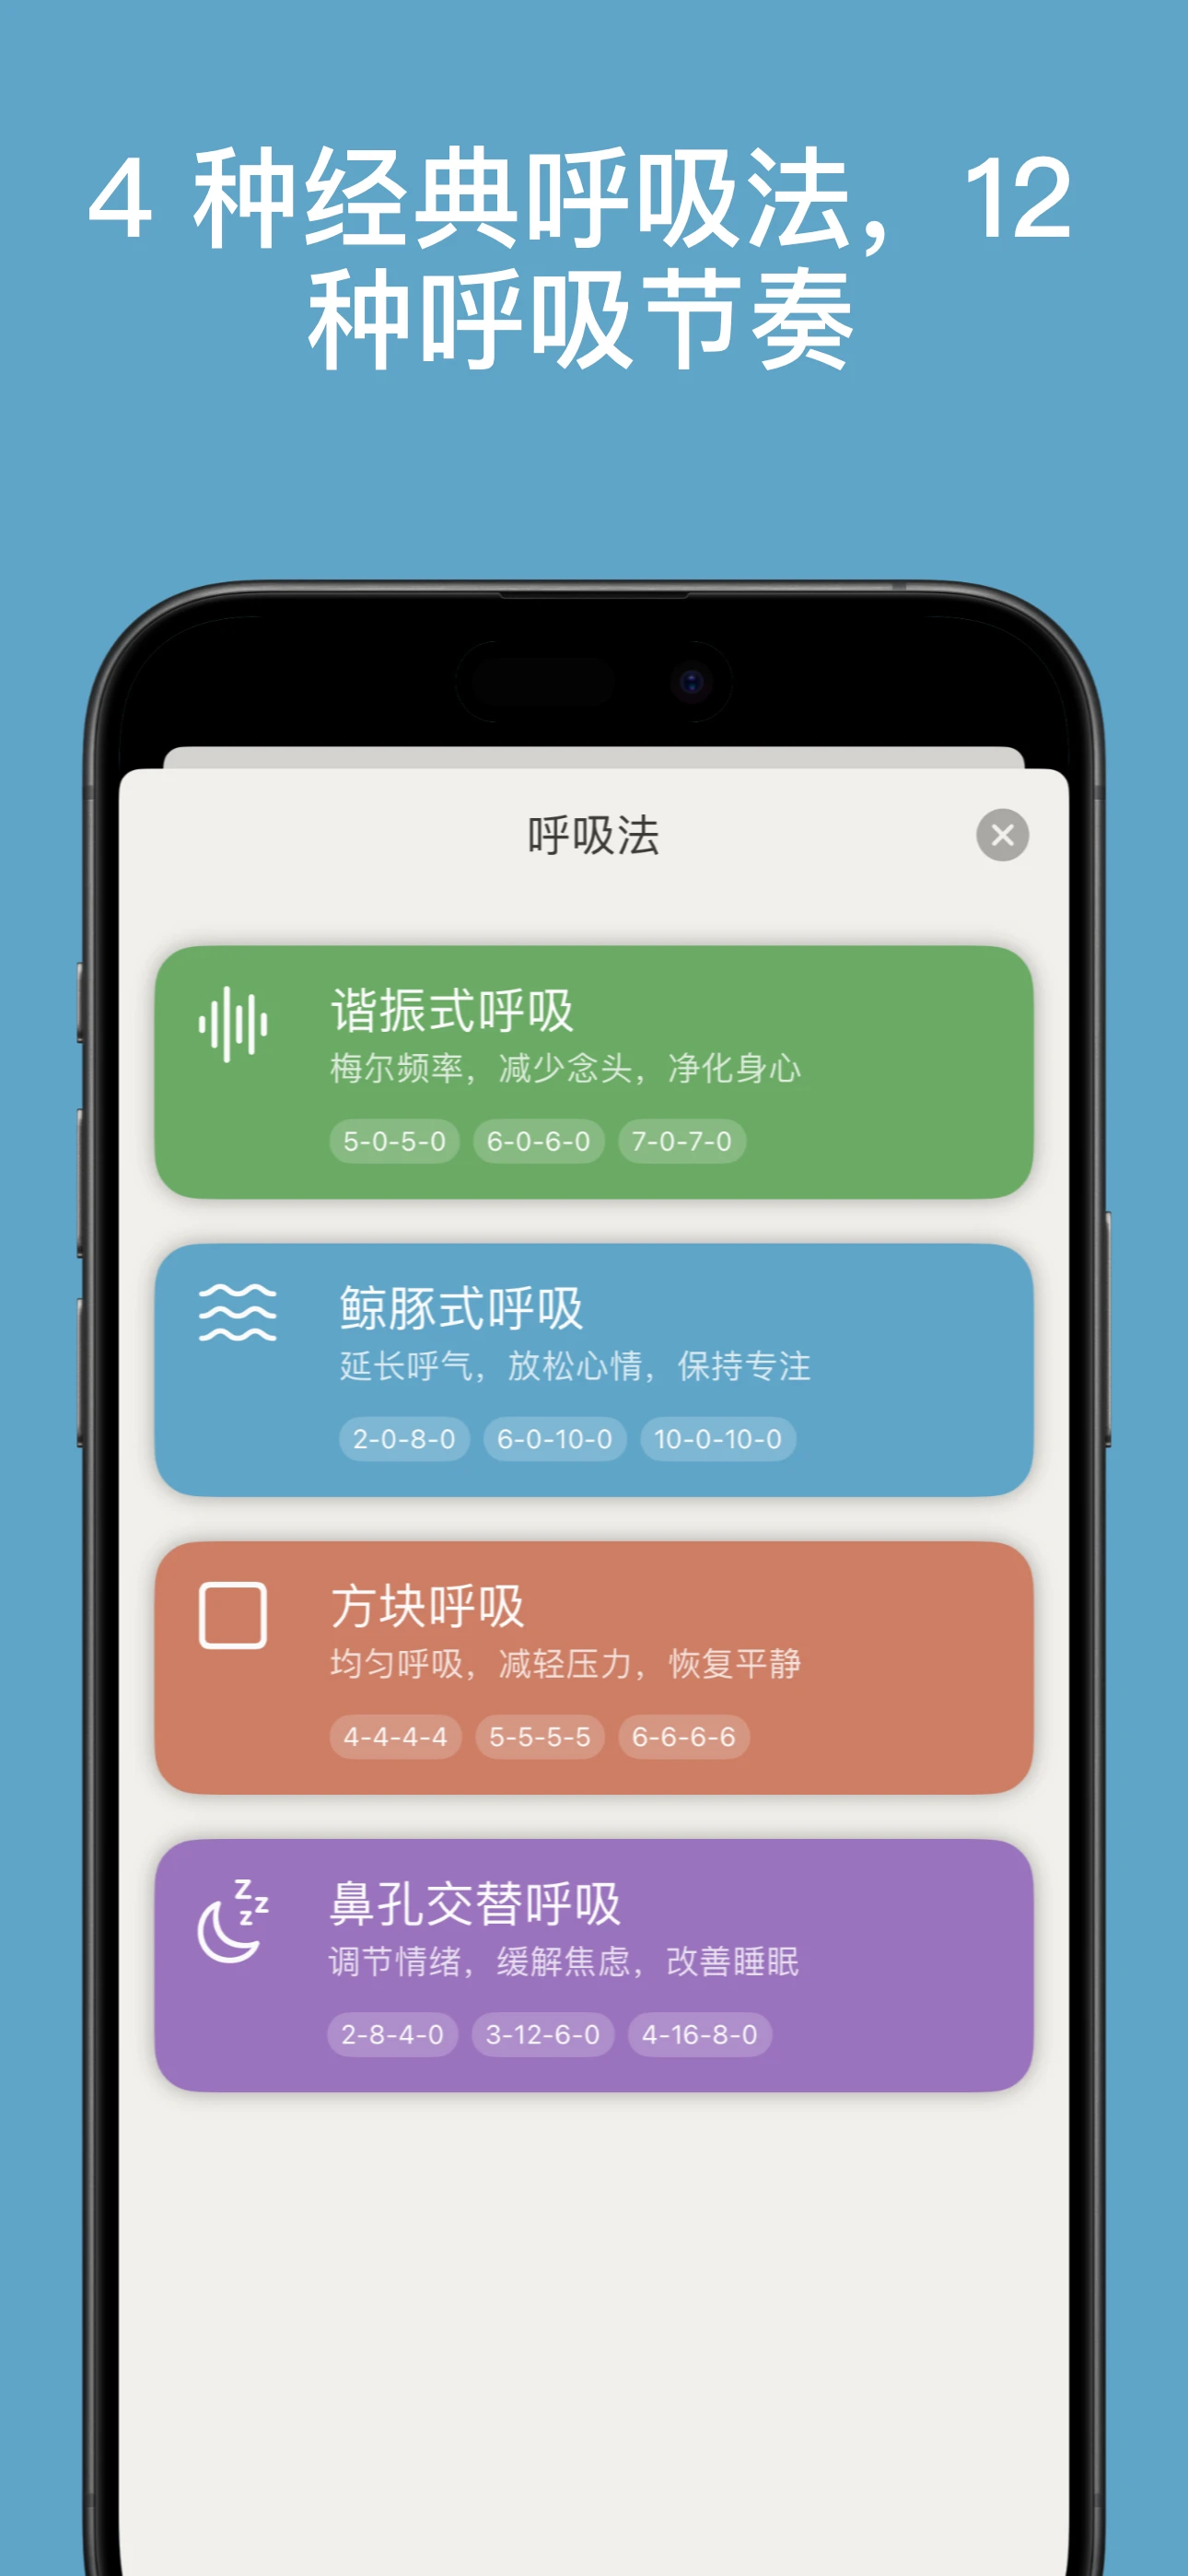 4 种经典呼吸法，12
种呼吸节奏
呼吸法
谐振式呼吸
梅尔频率，减少念头，净化身心
5-0-5-0 6-0-6-0 7-0-7-0
鲸豚式呼吸
延长呼气，放松心情，保持专注
2-0-8-0 6-0-10-0 10-0-10-0
方块呼吸
均匀呼吸，减轻压力，恢复平静
4-4-4-4 5-5-5-5 6-6-6-6
鼻孔交替呼吸
调节情绪，缓解焦虑，改善睡眠
2-8-4-0 3-12-6-0 4-16-8-0